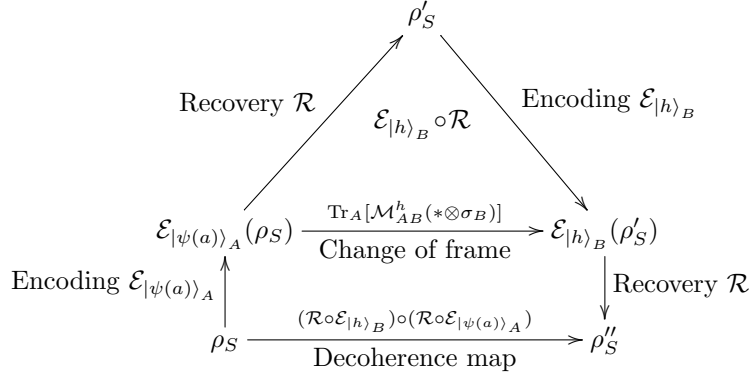 ρ′_S
Recovery ℛ
Encoding ℰ_{|h⟩_B}
ℰ_{|h⟩_B}∘ℛ
ℰ_{|ψ(a)⟩_A}(ρ_S)
Tr_A[ℳ^h_{AB}(∗⊗σ_B)]
Change of frame
ℰ_{|h⟩_B}(ρ′_S)
Encoding ℰ_{|ψ(a)⟩_A}
Recovery ℛ
ρ_S
(ℛ∘ℰ_{|h⟩_B})∘(ℛ∘ℰ_{|ψ(a)⟩_A})
Decoherence map
ρ″_S